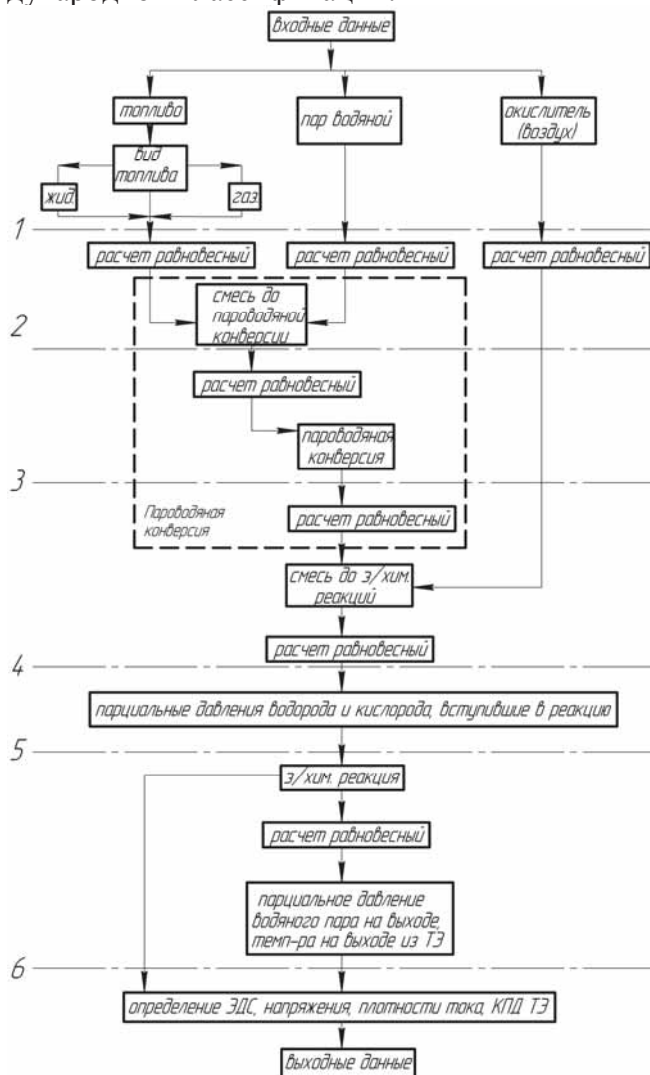 входные данные
топлива
пар водяной
окислитель
(воздух)
вид
топлива
жид.
газ.
1
расчет равновесный
расчет равновесный
расчет равновесный
смесь до
пароводяной
конверсии
2
расчет равновесный
пароводяная
конверсия
3
Пароводяная
конверсия
расчет равновесный
смесь до э/хим.
реакций
расчет равновесный
4
парциальные давления водорода и кислорода, вступившие в реакцию
5
э/хим. реакция
расчет равновесный
парциальное давление
водяного пара на выходе,
темп-ра на выходе из ТЭ
6
определение ЭДС, напряжения, плотности тока, КПД ТЭ
выходные данные